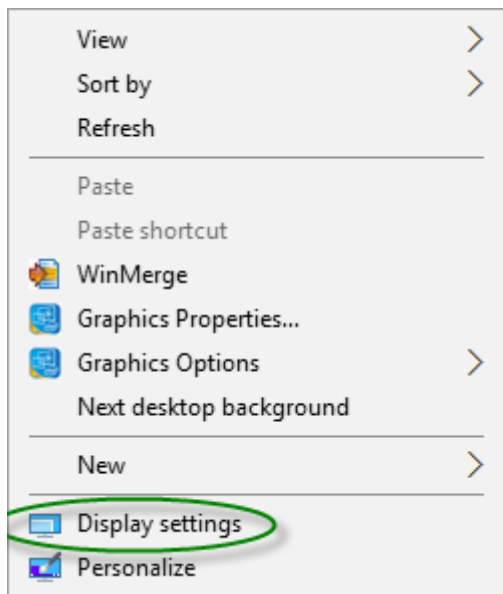 View
Sort by
Refresh
Paste
Paste shortcut
WinMerge
Graphics Properties...
Graphics Options
Next desktop background
New
Display settings
Personalize